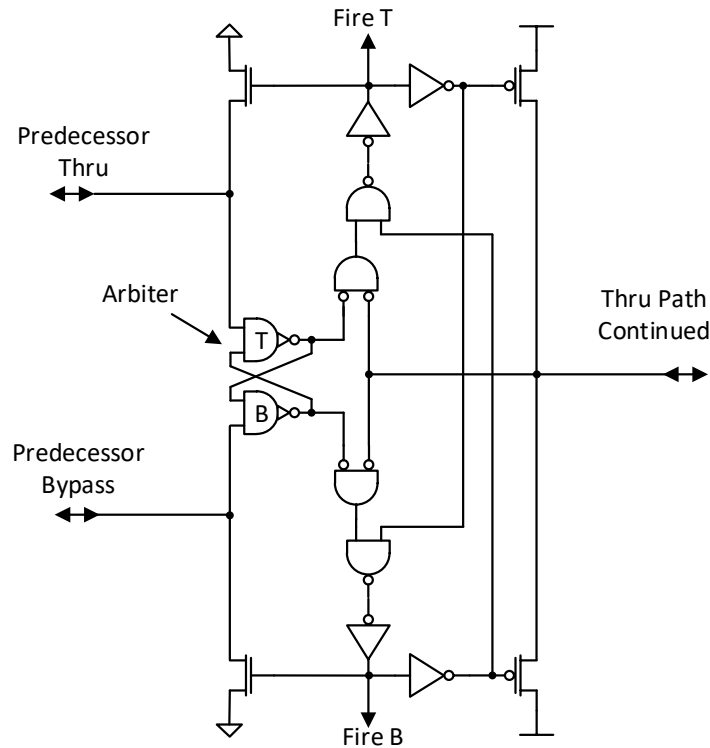 Fire T
Predecessor
Thru
Arbiter
Thru Path
Continued
T
B
Predecessor
Bypass
Fire B